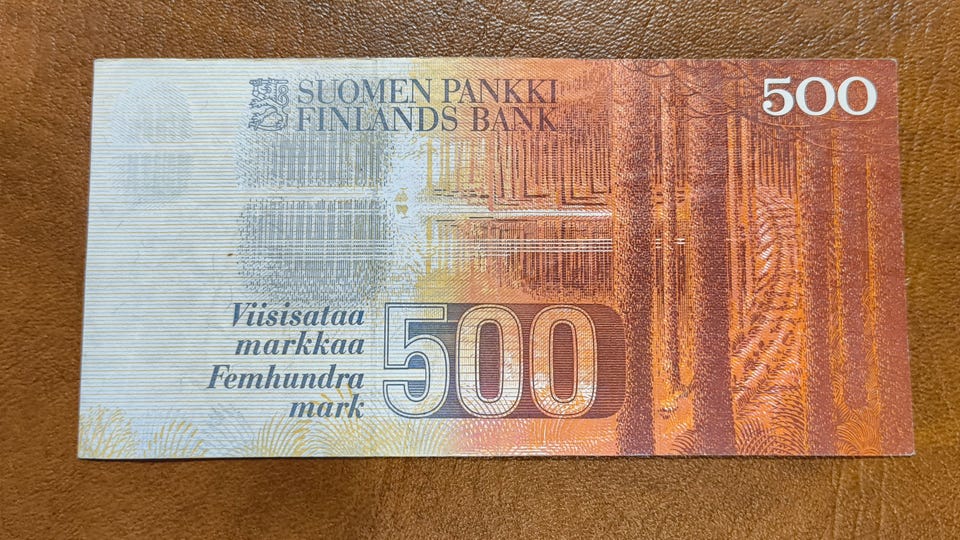 SUOMEN PANKKI
FINLANDS BANK
500
Viisisataa
markkaa
Femhundra
mark
500